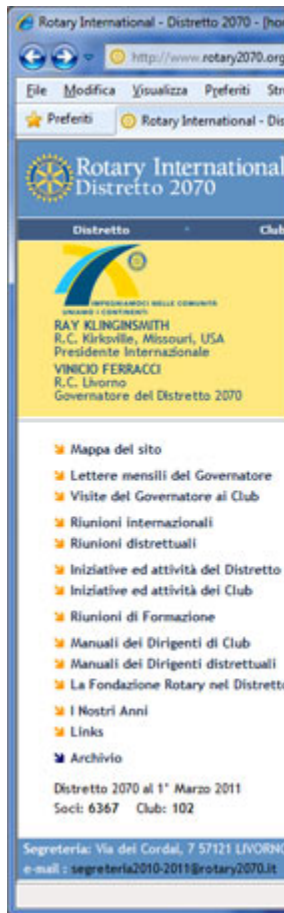 Rotary International - Distretto 2070 - [ho
http://www.rotary2070.org
File Modifica Visualizza Preferiti Str
Preferiti Rotary International - Dis
Rotary International
Distretto 2070
Distretto Club
IMPEGNIAMOCI NELLE COMUNITÀ
UNIAMO I CONTINENTI
RAY KLINGINSMITH
R.C. Kirksville, Missouri, USA
Presidente Internazionale
VINICIO FERRACCI
R.C. Livorno
Governatore del Distretto 2070
Mappa del sito
Lettere mensili del Governatore
Visite del Governatore ai Club
Riunioni internazionali
Riunioni distrettuali
Iniziative ed attività del Distretto
Iniziative ed attività dei Club
Riunioni di Formazione
Manuali dei Dirigenti di Club
Manuali dei Dirigenti distrettuali
La Fondazione Rotary nel Distretto
I Nostri Anni
Links
Archivio
Distretto 2070 al 1° Marzo 2011
Soci: 6367 Club: 102
Segreteria: Via dei Cordai, 7 57121 LIVORNO
e-mail : segreteria2010-2011@rotary2070.it